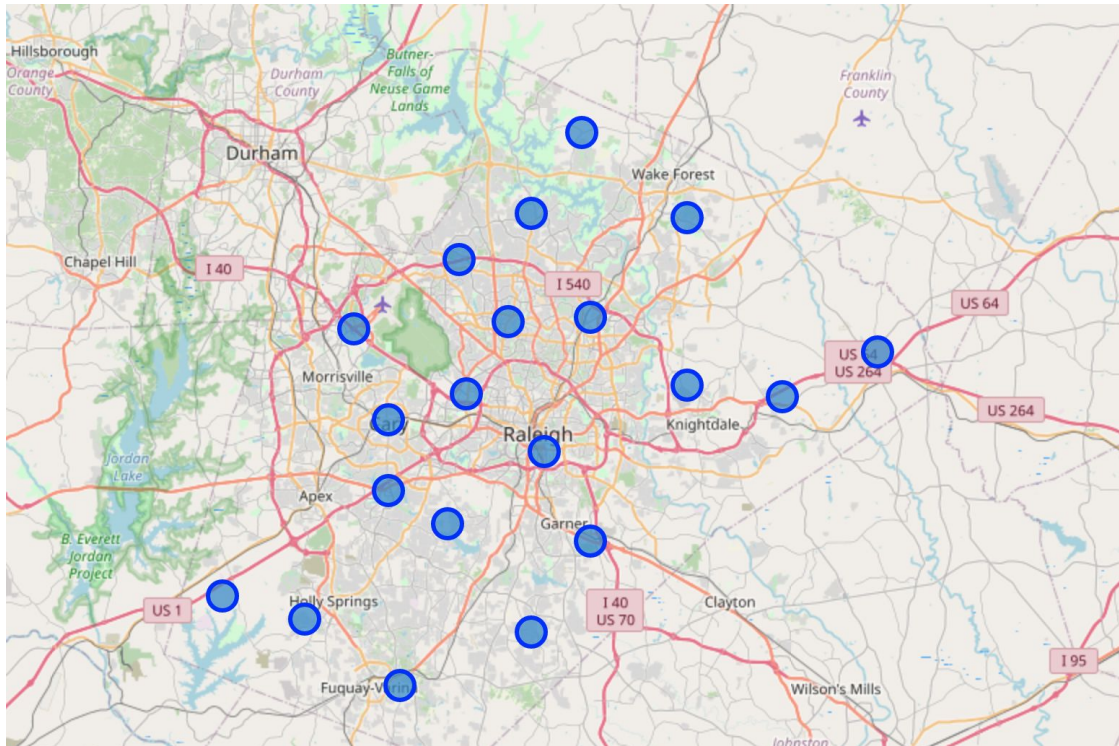 Hillsborough
Orange
County
Durham
County
Butner-
Falls of
Neuse Game
Lands
Franklin
County
Durham
Wake Forest
Chapel Hill
I 40
I 540
US 64
US 64
US 264
Morrisville
US 264
Cary
Raleigh
Knightdale
Jordan
Lake
Apex
Garner
B. Everett
Jordan
Project
US 1
Holly Springs
I 40
US 70
Clayton
I 95
Fuquay-Varina
Wilson's Mills
Johnston